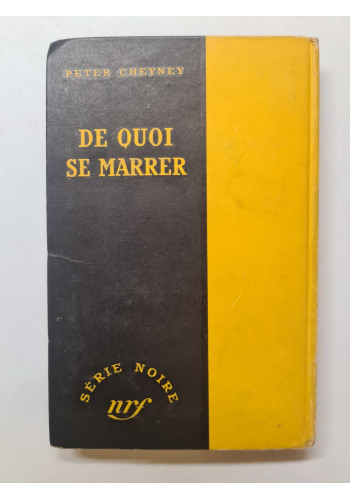 PETER CHEYNEY
DE QUOI
SE MARRER
SÉRIE NOIRE
nrf